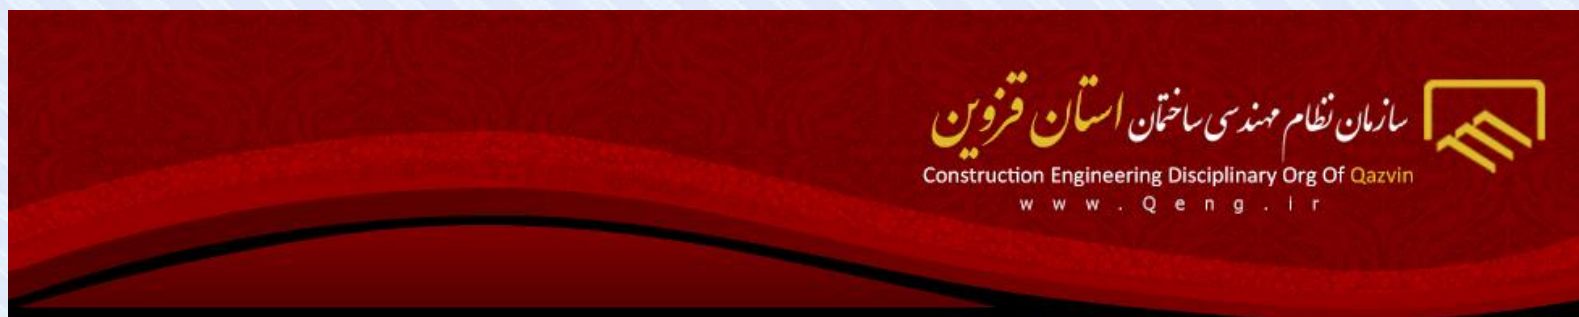 سازمان نظام مهندسی ساختمان استان قزوین
Construction Engineering Disciplinary Org Of Qazvin
www.Qeng.ir